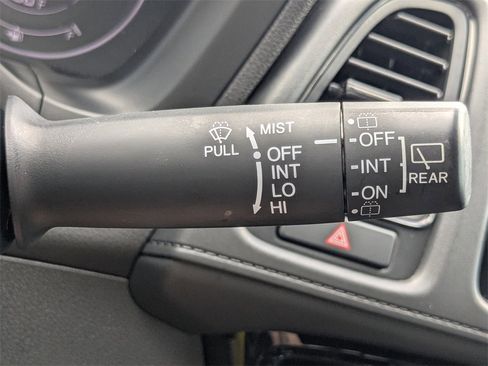 MIST
PULL
OFF
INT
LO
HI
OFF
INT
ON
REAR